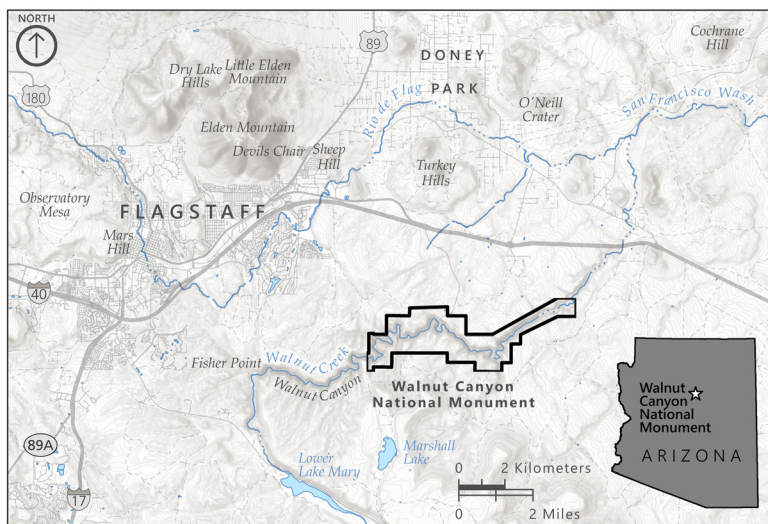 NORTH
89
Cochrane
Hill
DONEY
PARK
Dry Lake
Hills
Little Elden
Mountain
180
Rio de Flag
O'Neill
Crater
San Francisco Wash
Elden Mountain
Devils Chair
Sheep
Hill
Turkey
Hills
Observatory
Mesa
FLAGSTAFF
Mars
Hill
40
Fisher Point
Walnut Creek
Walnut Canyon
Walnut Canyon
National Monument
Walnut
Canyon
National
Monument
ARIZONA
89A
Lower
Lake Mary
Marshall
Lake
0 2 Kilometers
0 2 Miles
17